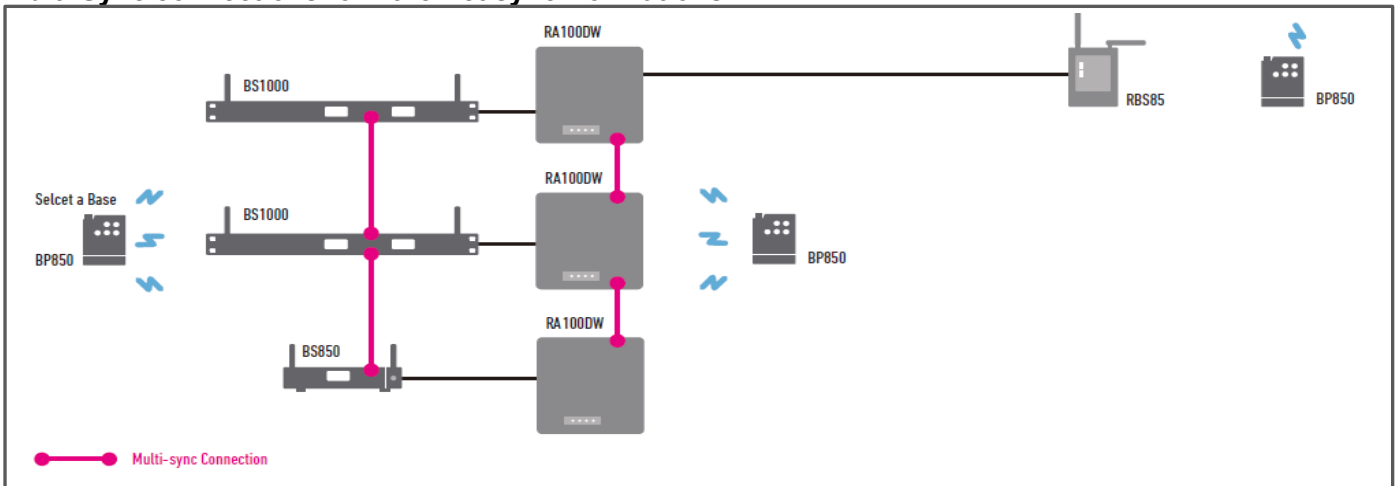 RA100DW
BS1000
RBS85
BP850
RA100DW
Selcet a Base
BS1000
BP850
BP850
RA100DW
BS850
Multi-sync Connection